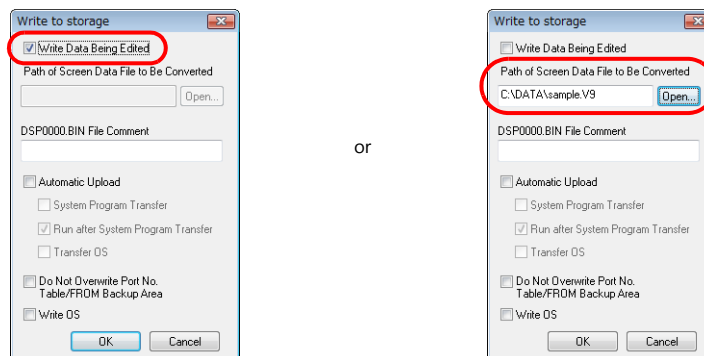 Write to storage
Write Data Being Edited
Path of Screen Data File to Be Converted
Open...
DSP0000.BIN File Comment
Automatic Upload
System Program Transfer
Run after System Program Transfer
Transfer OS
Do Not Overwrite Port No.
Table/FROM Backup Area
Write OS
OK Cancel
or
Write to storage
Write Data Being Edited
Path of Screen Data File to Be Converted
C:\DATA\sample.V9 Open...
DSP0000.BIN File Comment
Automatic Upload
System Program Transfer
Run after System Program Transfer
Transfer OS
Do Not Overwrite Port No.
Table/FROM Backup Area
Write OS
OK Cancel